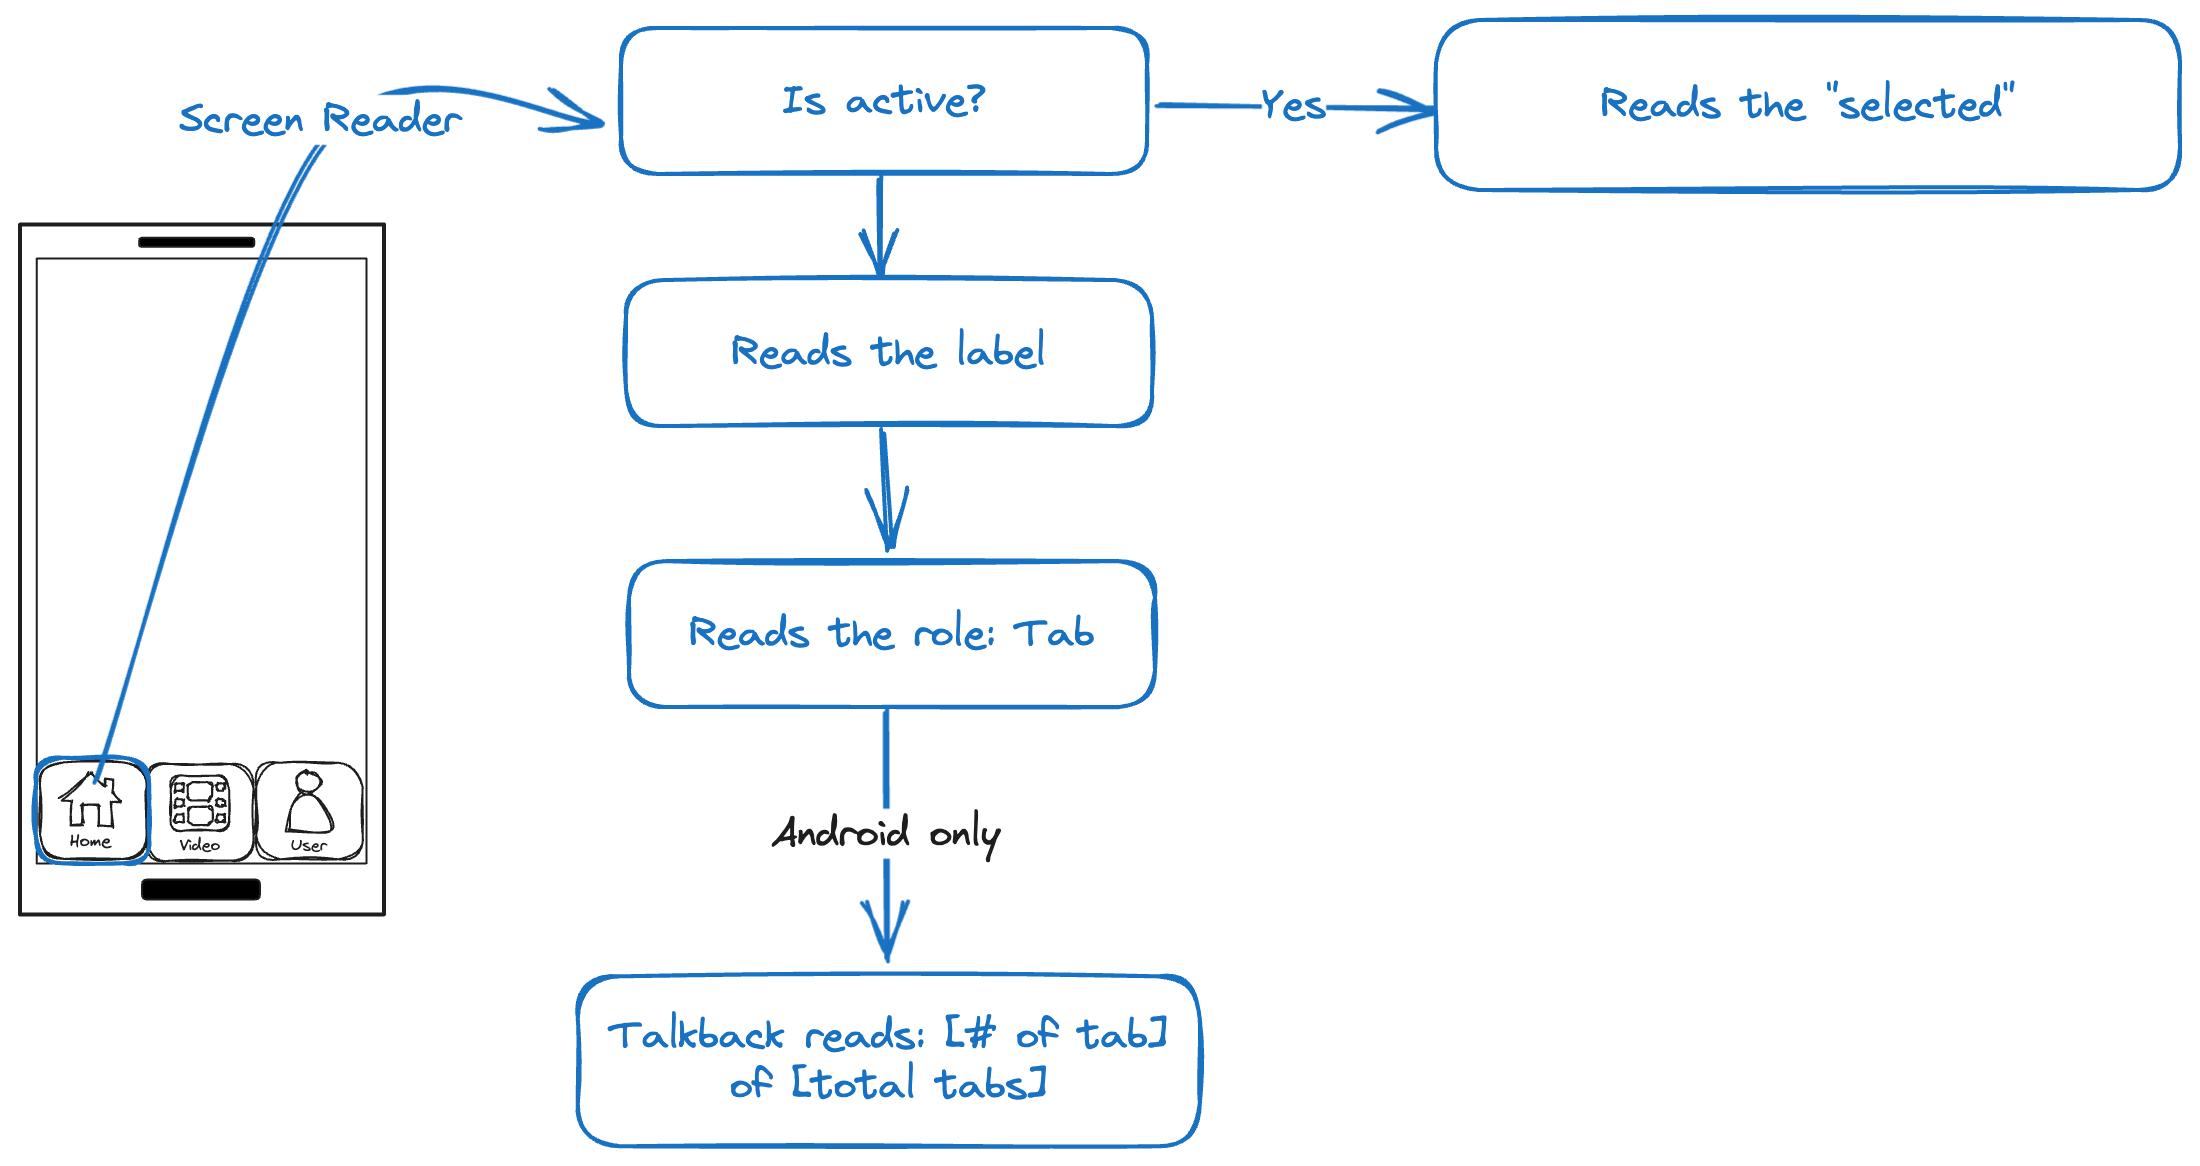 Screen Reader
Is active?
Yes
Reads the "selected"
Reads the label
Reads the role: Tab
Android only
Talkback reads: [# of tab]
of [total tabs]
Home
Video
User